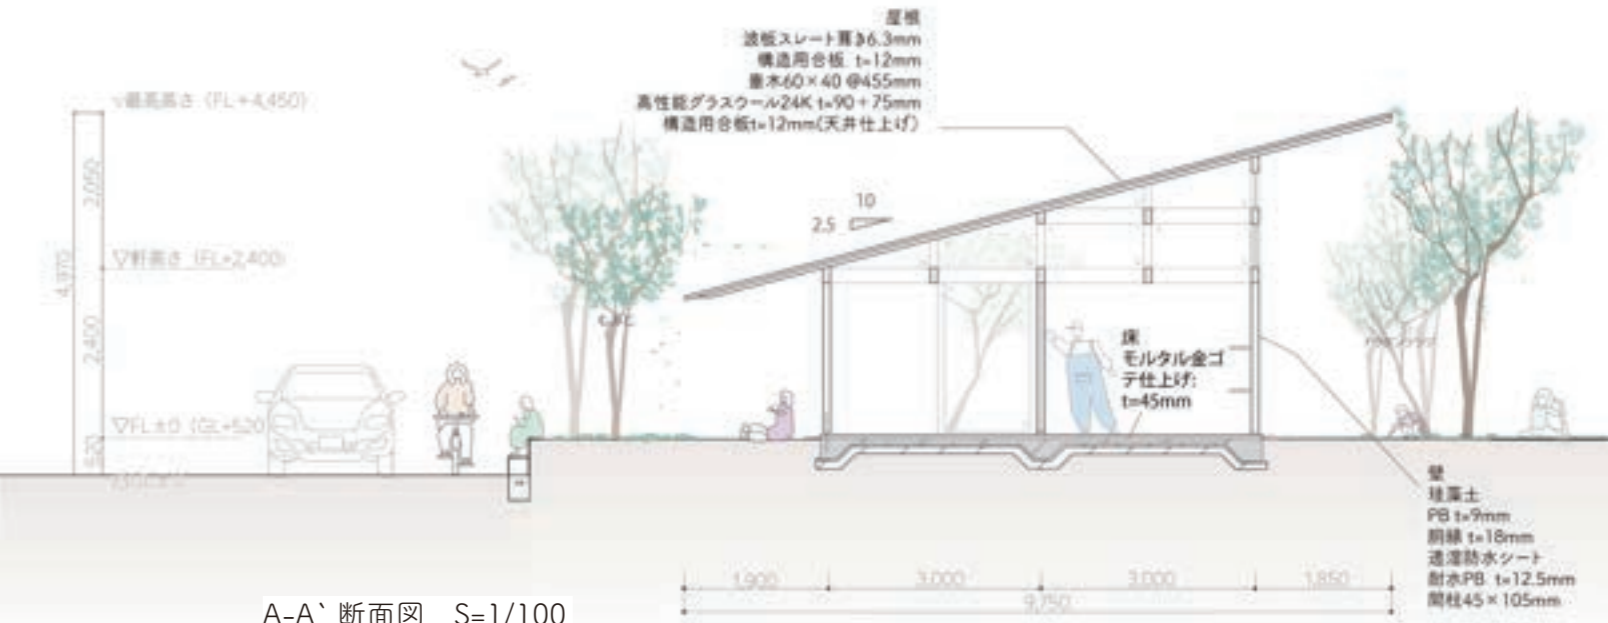 屋根
波板スレート葺き6.3mm
構造用合板 t=12mm
垂木60×40 @455mm
高性能グラスウール24K t=90+75mm
構造用合板t=12mm(天井仕上げ)
▽最高高さ (FL+4,450)
2,050
10
2.5
▽軒高さ (FL+2,400)
4,970
2,400
床
モルタル金ゴ
テ仕上げ:
t=45mm
▽FL±0 (GL+520
520
壁
珪藻土
PB t=9mm
胴縁 t=18mm
透湿防水シート
耐水PB t=12.5mm
間柱45×105mm
1,900
3,000
3,000
1,850
9,750
A-A` 断面図 S=1/100